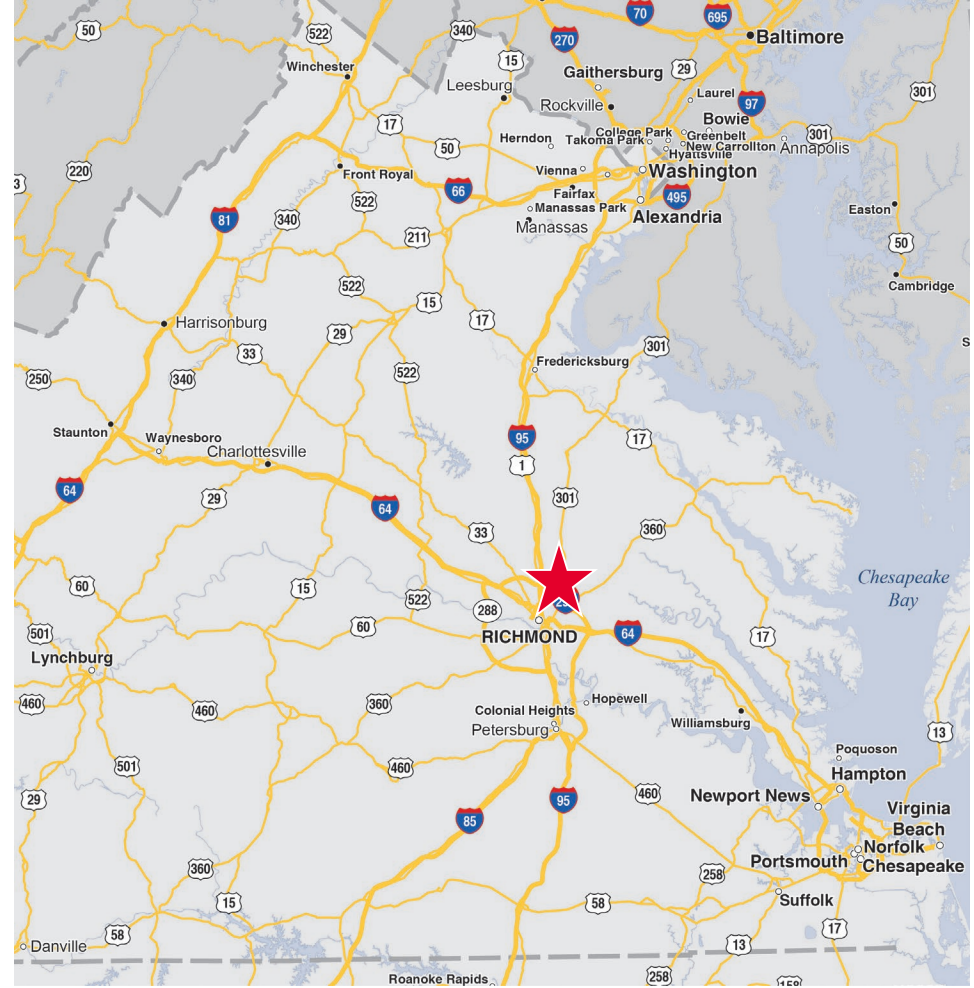 70
695
50
522
340
Baltimore
270
15
Winchester
Gaithersburg
29
Leesburg
Laurel
301
Rockville
97
17
Bowie
Herndon
College Park
Greenbelt
301
50
Takoma Park
New Carrollton
Annapolis
Hyattsville
220
Front Royal
Vienna
Washington
66
Fairfax
495
522
Manassas Park
Alexandria
Easton
81
340
Manassas
211
50
522
Cambridge
15
Harrisonburg
17
29
301
33
Fredericksburg
250
340
522
Staunton
Waynesboro
95
17
Charlottesville
1
64
29
301
64
33
360
Chesapeake
Bay
60
15
522
288
501
60
RICHMOND
64
17
Lynchburg
460
460
360
Hopewell
Colonial Heights
Petersburg
Williamsburg
13
Poquoson
501
460
Hampton
29
95
460
Newport News
Virginia
Beach
85
Norfolk
Portsmouth
Chesapeake
360
258
15
58
Suffolk
58
17
Danville
13
Roanoke Rapids
258
158